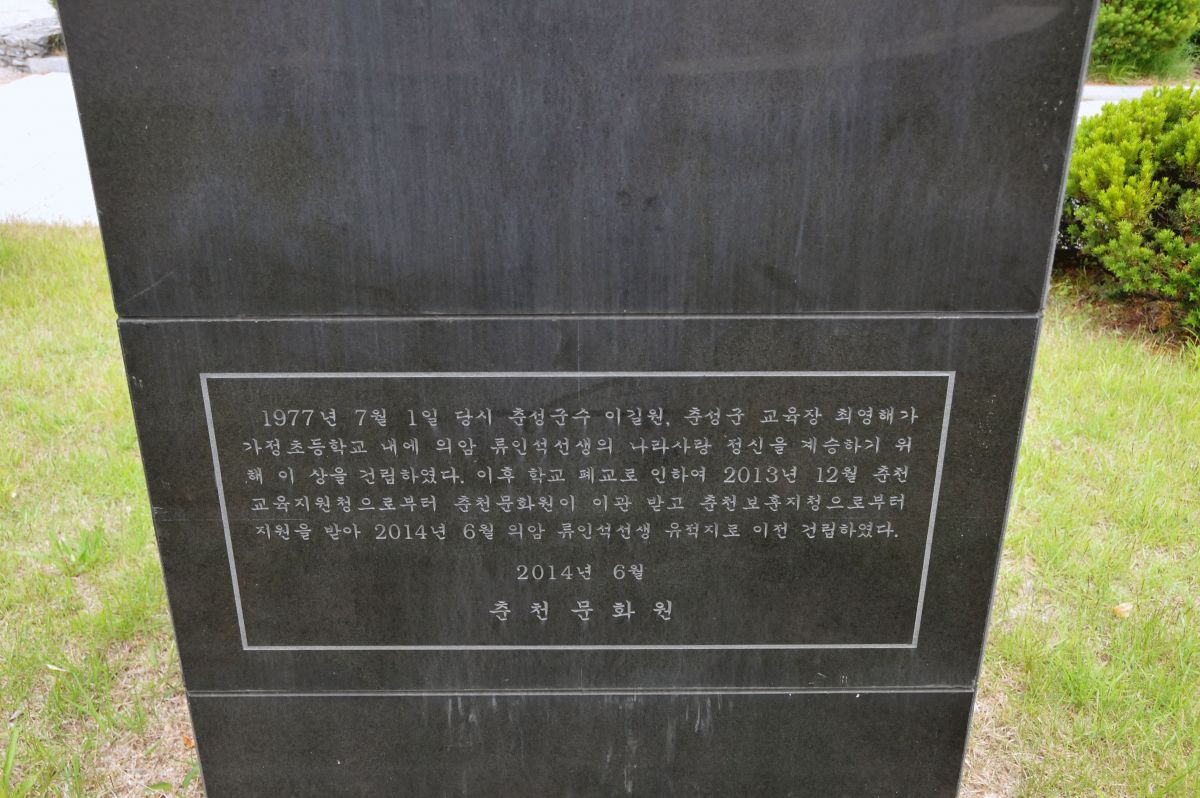 1977년 7월 1일 당시 춘성군수 이길원, 춘성군 교육장 최영해가
가정초등학교 내에 의암 류인석선생의 나라사랑 정신을 계승하기 위
해 이 상을 건립하였다. 이후 학교 폐교로 인하여 2013년 12월 춘천
교육지원청으로부터 춘천문화원이 이관 받고 춘천보훈지청으로부터
지원을 받아 2014년 6월 의암 류인석선생 유적지로 이전 건립하였다.
2014년 6월
춘천문화원